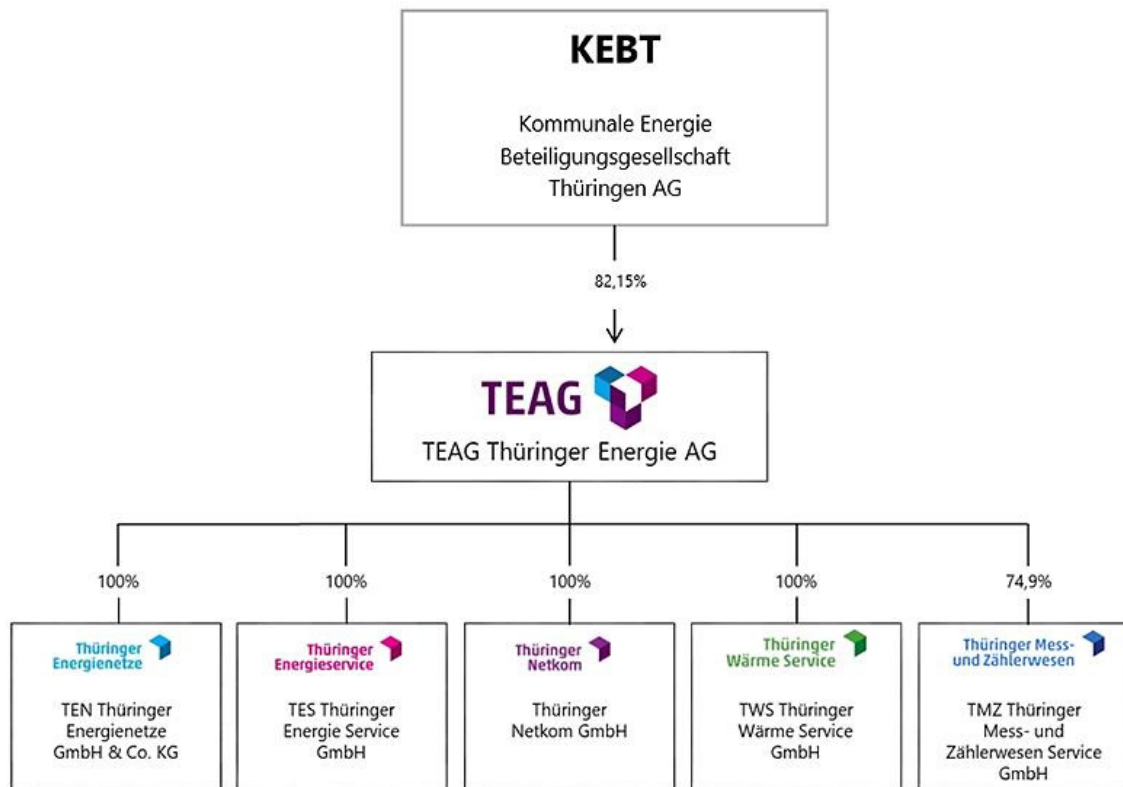 KEBT
Kommunale Energie
Beteiligungsgesellschaft
Thüringen AG
82,15%
TEAG
TEAG Thüringer Energie AG
100%
100%
100%
100%
74,9%
Thüringer
Energienetze
TEN Thüringer
Energienetze
GmbH & Co. KG
Thüringer
Energieservice
TES Thüringer
Energie Service
GmbH
Thüringer
Netkom
Thüringer
Netkom GmbH
Thüringer
Wärme Service
TWS Thüringer
Wärme Service
GmbH
Thüringer Mess-
und Zählerwesen
TMZ Thüringer
Mess- und
Zählerwesen Service
GmbH